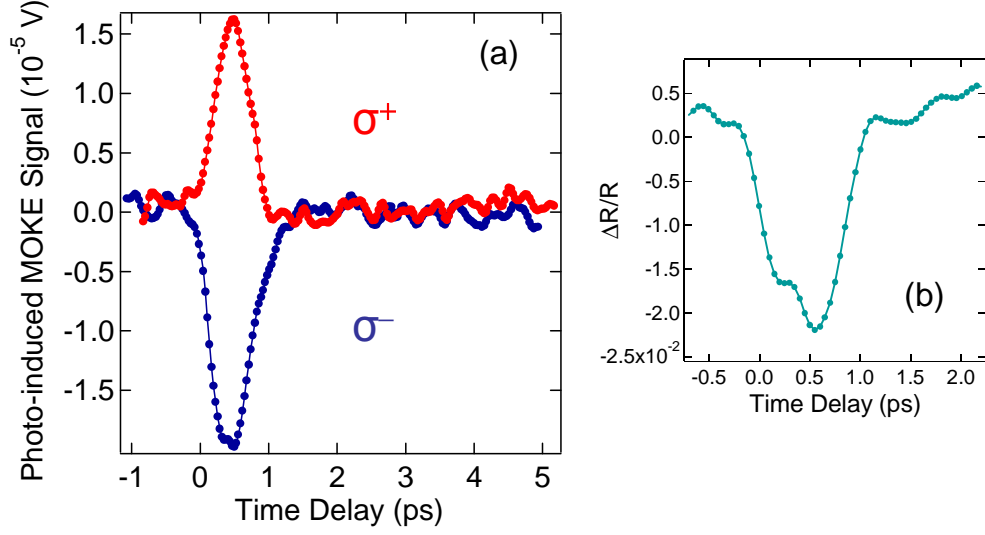 Photo-induced MOKE Signal (10⁻⁵ V)
1.5
1.0
0.5
0.0
-0.5
-1.0
-1.5
-1
0
1
2
3
4
5
Time Delay (ps)
(a)
σ+
σ−
ΔR/R
0.5
0.0
-0.5
-1.0
-1.5
-2.0
-2.5x10⁻²
-0.5
0.0
0.5
1.0
1.5
2.0
Time Delay (ps)
(b)